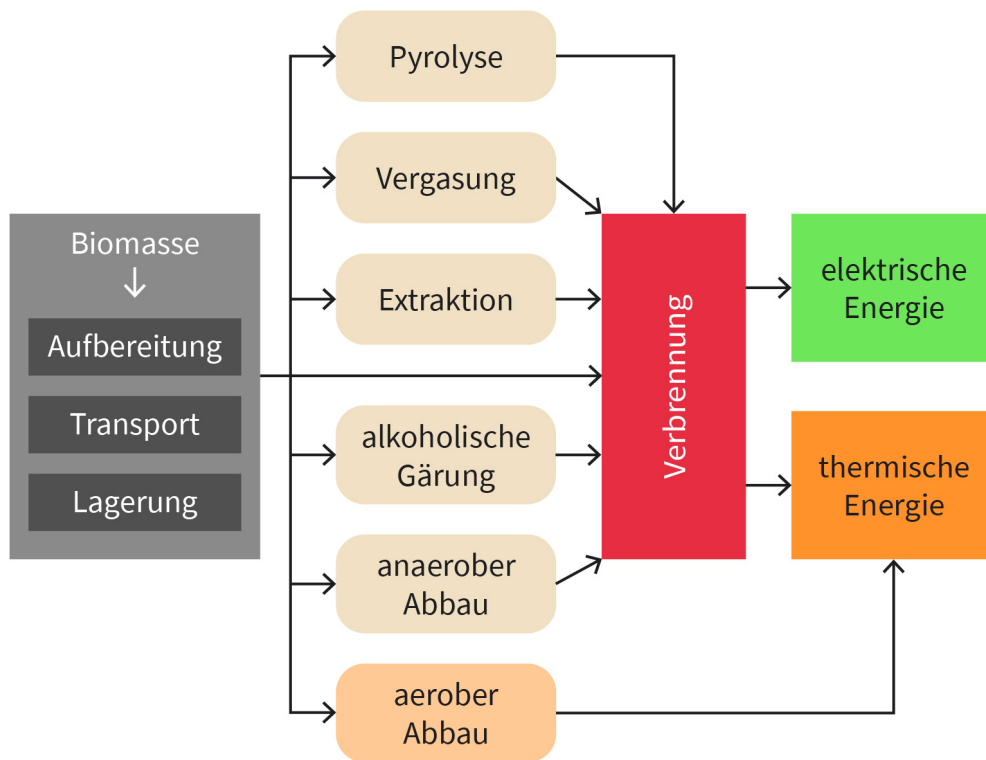 Biomasse
Aufbereitung
Transport
Lagerung
Pyrolyse
Vergasung
Extraktion
alkoholische
Gärung
anaerober
Abbau
aerober
Abbau
Verbrennung
elektrische
Energie
thermische
Energie